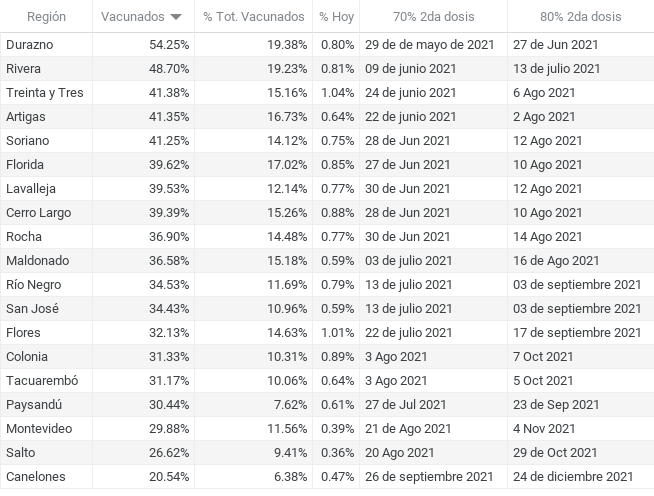 Región Vacunados % Tot. Vacunados % Hoy 70% 2da dosis 80% 2da dosis
Durazno 54.25% 19.38% 0.80% 29 de de mayo de 2021 27 de Jun 2021
Rivera 48.70% 19.23% 0.81% 09 de junio 2021 13 de julio 2021
Treinta y Tres 41.38% 15.16% 1.04% 24 de junio 2021 6 Ago 2021
Artigas 41.35% 16.73% 0.64% 22 de junio 2021 2 Ago 2021
Soriano 41.25% 14.12% 0.75% 28 de Jun 2021 12 Ago 2021
Florida 39.62% 17.02% 0.85% 27 de Jun 2021 10 Ago 2021
Lavalleja 39.53% 12.14% 0.77% 30 de Jun 2021 12 Ago 2021
Cerro Largo 39.39% 15.26% 0.88% 28 de Jun 2021 10 Ago 2021
Rocha 36.90% 14.48% 0.77% 30 de Jun 2021 14 Ago 2021
Maldonado 36.58% 15.18% 0.59% 03 de julio 2021 16 de Ago 2021
Río Negro 34.53% 11.69% 0.79% 13 de julio 2021 03 de septiembre 2021
San José 34.43% 10.96% 0.59% 13 de julio 2021 03 de septiembre 2021
Flores 32.13% 14.63% 1.01% 22 de julio 2021 17 de septiembre 2021
Colonia 31.33% 10.31% 0.89% 3 Ago 2021 7 Oct 2021
Tacuarembó 31.17% 10.06% 0.64% 3 Ago 2021 5 Oct 2021
Paysandú 30.44% 7.62% 0.61% 27 de Jul 2021 23 de Sep 2021
Montevideo 29.88% 11.56% 0.39% 21 de Ago 2021 4 Nov 2021
Salto 26.62% 9.41% 0.36% 20 Ago 2021 29 de Oct 2021
Canelones 20.54% 6.38% 0.47% 26 de septiembre 2021 24 de diciembre 2021